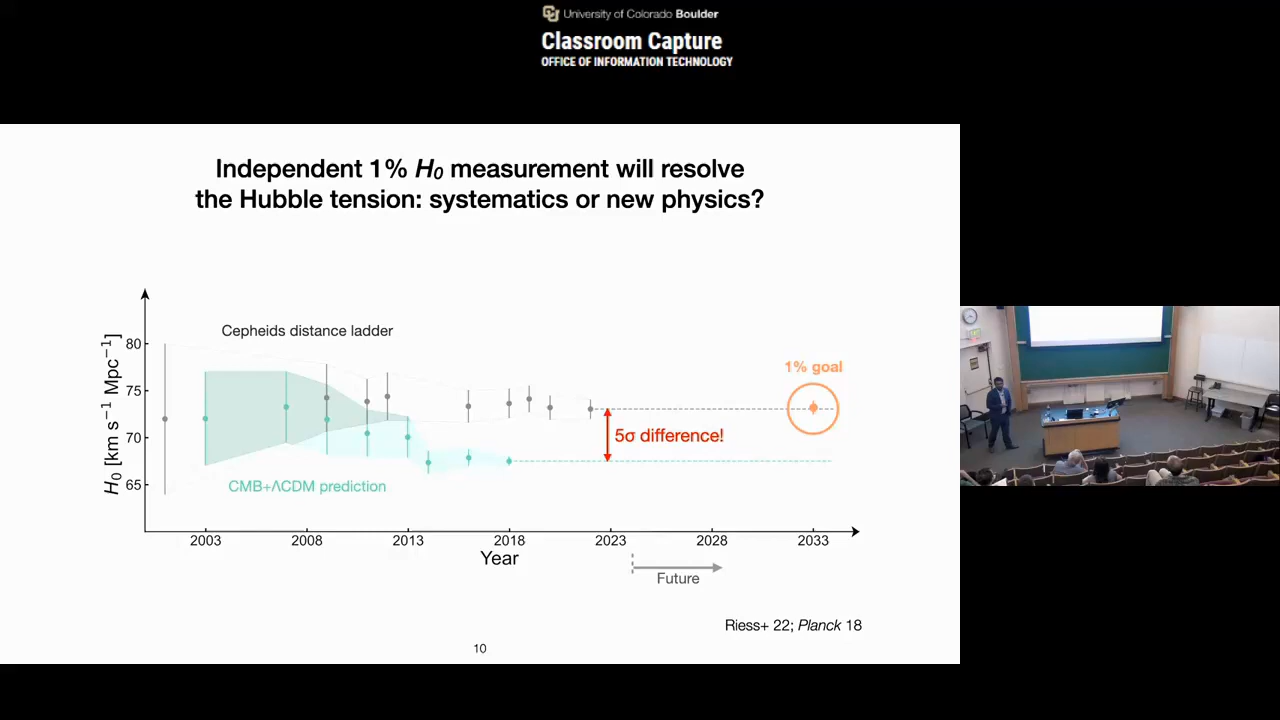 University of Colorado Boulder
Classroom Capture
OFFICE OF INFORMATION TECHNOLOGY
Independent 1% H₀ measurement will resolve
the Hubble tension: systematics or new physics?
Cepheids distance ladder
1% goal
5σ difference!
CMB+ΛCDM prediction
H₀ [km s⁻¹ Mpc⁻¹]
80
75
70
65
2003
2008
2013
2018
2023
2028
2033
Year
Future
Riess+ 22; Planck 18
10